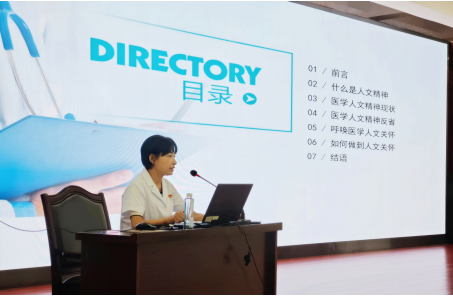 DIRECTORY
目录
01 / 前言
02 / 什么是人文精神
03 / 医学人文精神现状
04 / 医学人文精神反省
05 / 呼唤医学人文关怀
06 / 如何做到人文关怀
07 / 结语